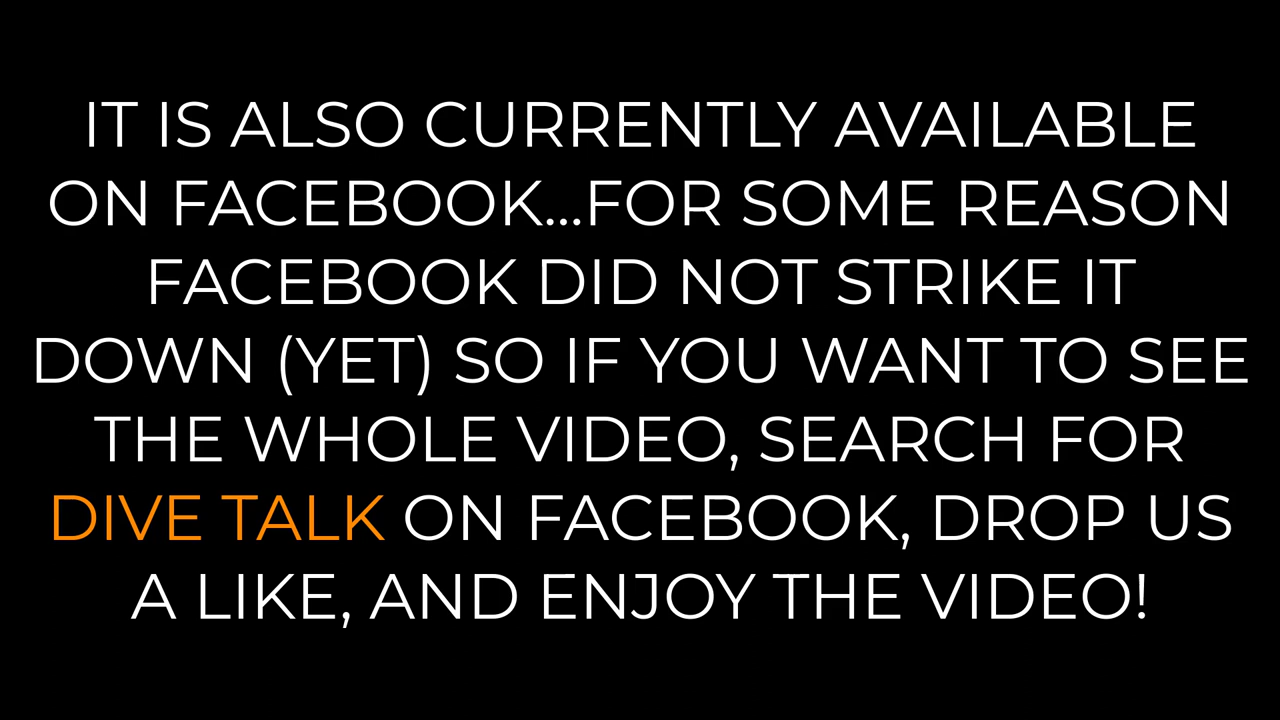 IT IS ALSO CURRENTLY AVAILABLE
ON FACEBOOK...FOR SOME REASON
FACEBOOK DID NOT STRIKE IT
DOWN (YET) SO IF YOU WANT TO SEE
THE WHOLE VIDEO, SEARCH FOR
DIVE TALK ON FACEBOOK, DROP US
A LIKE, AND ENJOY THE VIDEO!